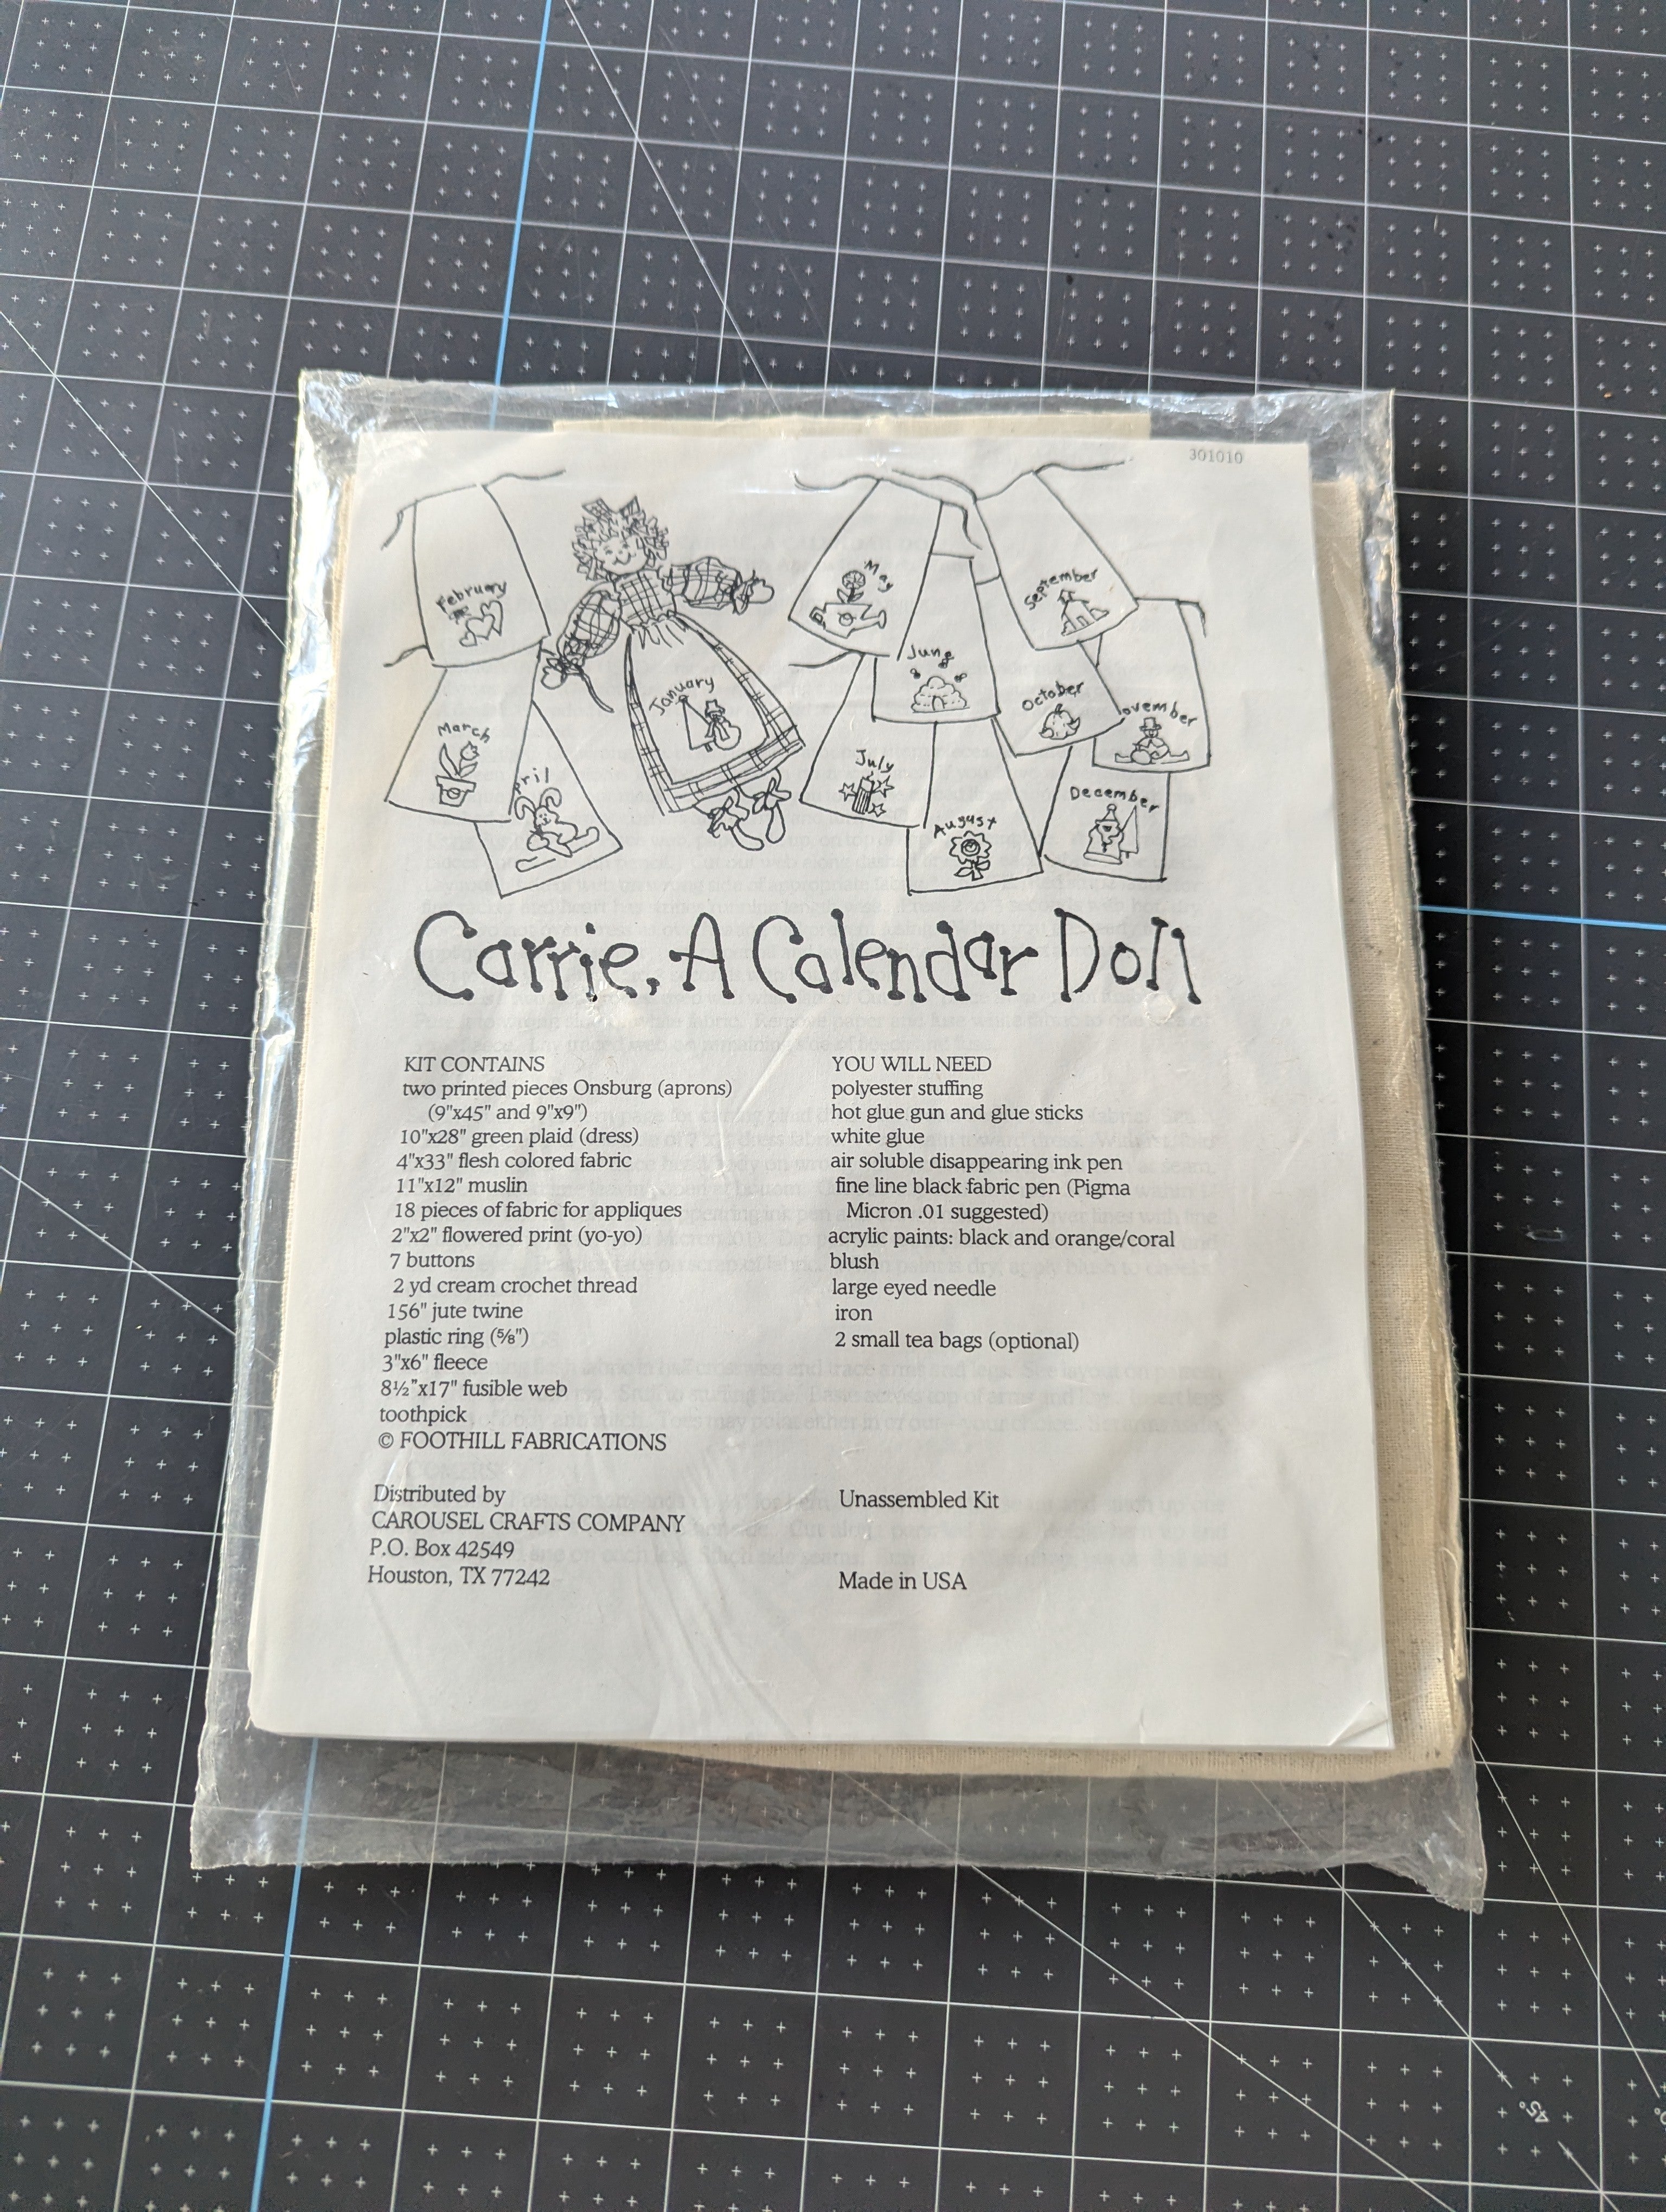 301010
February
May
September
June
January
October
March
ovember
July
ril
December
August
Carrie, A Calendar Doll
KIT CONTAINS
two printed pieces Onsburg (aprons)
(9"x45" and 9"x9")
10"x28" green plaid (dress)
4"x33" flesh colored fabric
11"x12" muslin
18 pieces of fabric for appliques
2"x2" flowered print (yo-yo)
7 buttons
2 yd cream crochet thread
156" jute twine
plastic ring (⅝")
3"x6" fleece
8½"x17" fusible web
toothpick
© FOOTHILL FABRICATIONS
Distributed by
CAROUSEL CRAFTS COMPANY
P.O. Box 42549
Houston, TX 77242
YOU WILL NEED
polyester stuffing
hot glue gun and glue sticks
white glue
air soluble disappearing ink pen
fine line black fabric pen (Pigma
Micron .01 suggested)
acrylic paints: black and orange/coral
blush
large eyed needle
iron
2 small tea bags (optional)
Unassembled Kit
Made in USA
45°